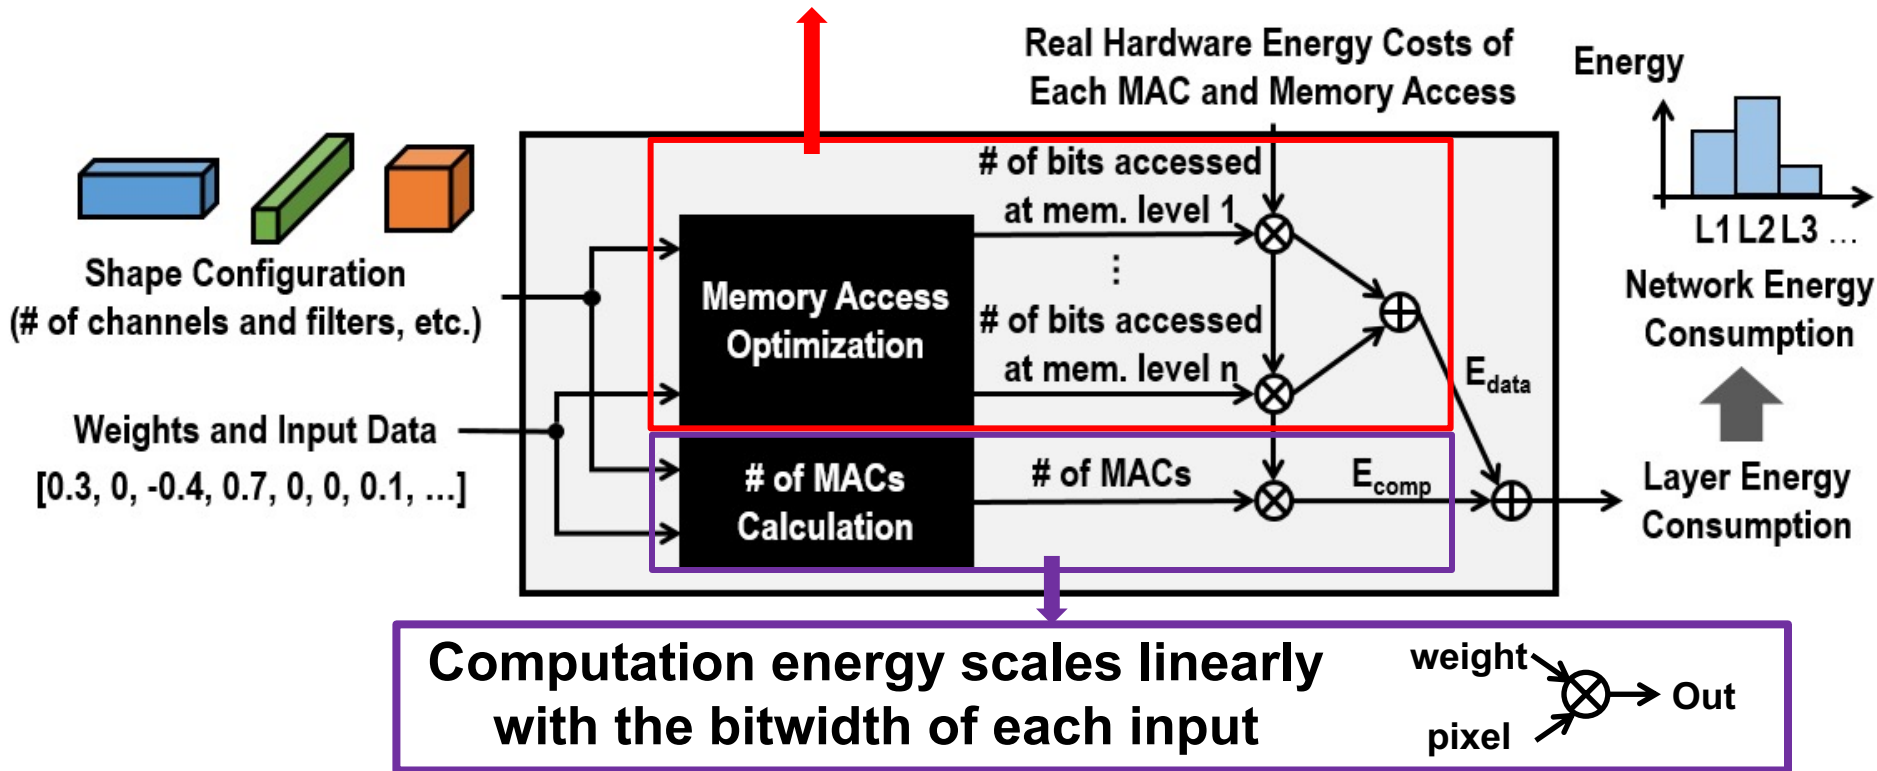 Real Hardware Energy Costs of
Each MAC and Memory Access
Energy
L1 L2 L3 ...
Network Energy
Consumption
Layer Energy
Consumption
Shape Configuration
(# of channels and filters, etc.)
Weights and Input Data
[0.3, 0, -0.4, 0.7, 0, 0, 0.1, ...]
Memory Access
Optimization
# of bits accessed
at mem. level 1
⋮
# of bits accessed
at mem. level n
E_data
# of MACs
Calculation
# of MACs
E_comp
Computation energy scales linearly
with the bitwidth of each input
weight
pixel
Out